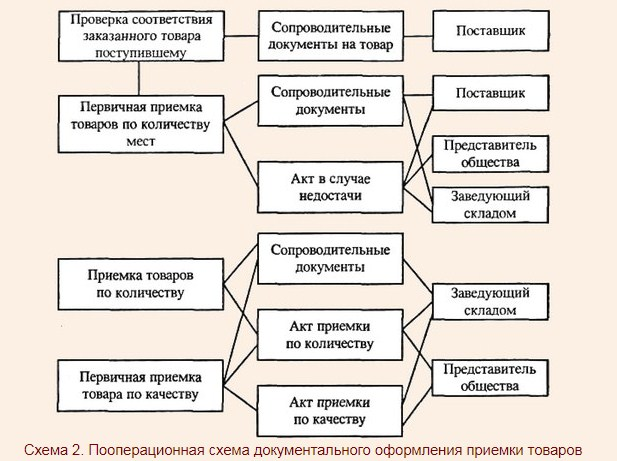 Проверка соответствия
заказанного товара
поступившему
Сопроводительные
документы на товар
Поставщик
Первичная приемка
товаров по количеству
мест
Сопроводительные
документы
Поставщик
Представитель
общества
Акт в случае
недостачи
Заведующий
складом
Приемка товаров
по количеству
Сопроводительные
документы
Заведующий
складом
Акт приемки
по количеству
Первичная приемка
товара по качеству
Представитель
общества
Акт приемки
по качеству
Схема 2. Пооперационная схема документального оформления приемки товаров